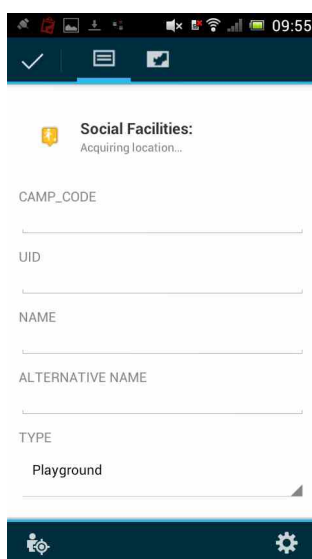 09:55
Social Facilities:
Acquiring location...
CAMP_CODE
UID
NAME
ALTERNATIVE NAME
TYPE
Playground